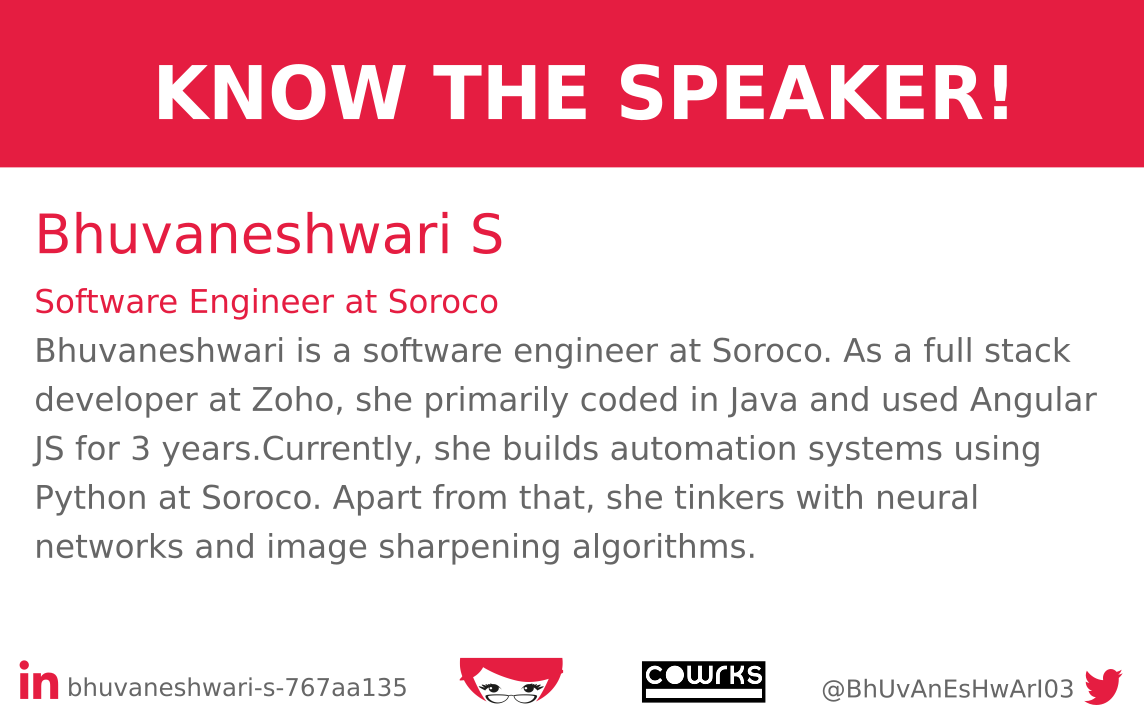 KNOW THE SPEAKER!
Bhuvaneshwari S
Software Engineer at Soroco
Bhuvaneshwari is a software engineer at Soroco. As a full stack
developer at Zoho, she primarily coded in Java and used Angular
JS for 3 years.Currently, she builds automation systems using
Python at Soroco. Apart from that, she tinkers with neural
networks and image sharpening algorithms.
in bhuvaneshwari-s-767aa135
COWRKS
@BhUvAnEsHwArI03